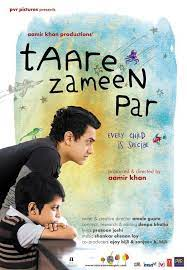 pvr pictures presents
aamir khan productions'
taare
zameen
par
EVERY CHILD
IS SPECIAL
produced & directed by
aamir khan
writer & creative director amole gupte
concept, research & editing deepa bhatia
lyrics prasoon joshi
music shankar ehsaan loy
co-producers ajay bijli & sanjeev k. bijli